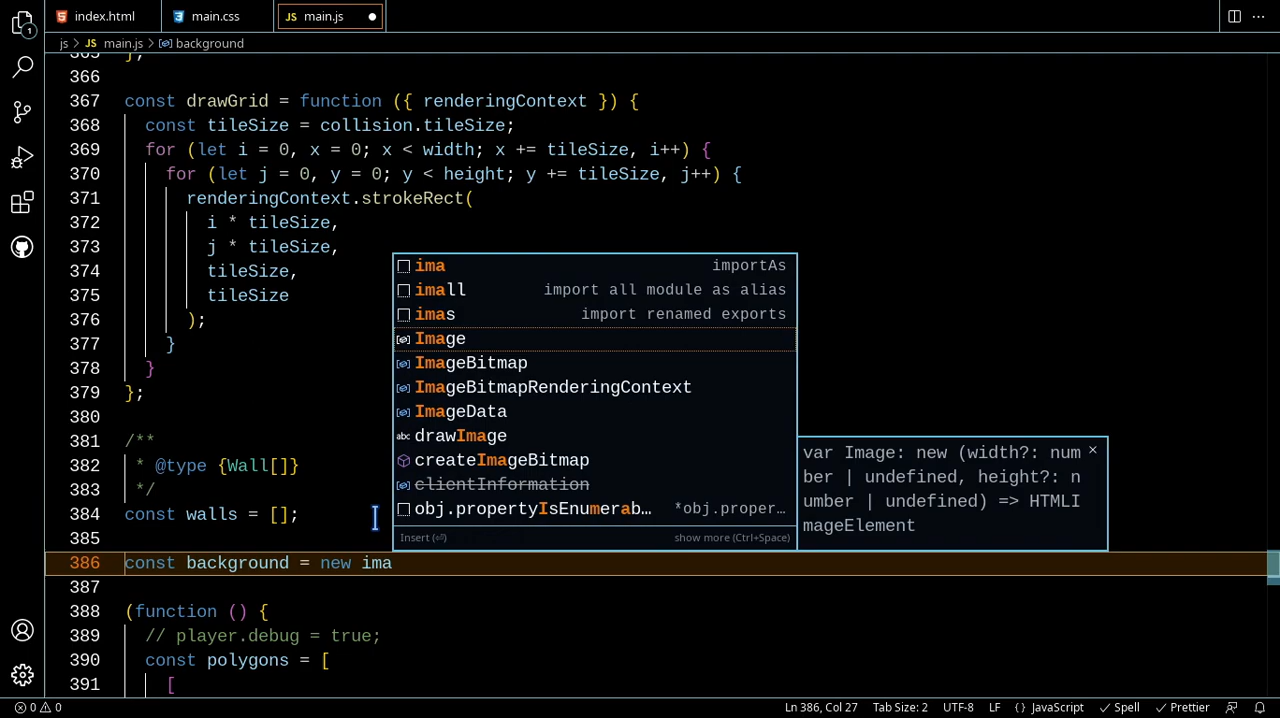 index.html
main.css
JS main.js
js > JS main.js > background
1
365 };
366
367 const drawGrid = function ({ renderingContext }) {
368 const tileSize = collision.tileSize;
369 for (let i = 0, x = 0; x < width; x += tileSize, i++) {
370 for (let j = 0, y = 0; y < height; y += tileSize, j++) {
371 renderingContext.strokeRect(
372 i * tileSize,
373 j * tileSize,
374 tileSize,
375 tileSize
376 );
377 }
378 }
379 };
380
381 /**
382 * @type {Wall[]}
383 */
384 const walls = [];
385
386 const background = new ima
387
388 (function () {
389 // player.debug = true;
390 const polygons = [
391 [
ima importAs
imall import all module as alias
imas import renamed exports
Image
ImageBitmap
ImageBitmapRenderingContext
ImageData
abc drawImage
createImageBitmap
clientInformation
obj.propertyIsEnumerab… *obj.proper…
Insert (⏎) show more (Ctrl+Space)
var Image: new (width?: num
ber | undefined, height?: n
umber | undefined) => HTMLI
mageElement
0 0 Ln 386, Col 27 Tab Size: 2 UTF-8 LF {} JavaScript ✓ Spell ✓ Prettier